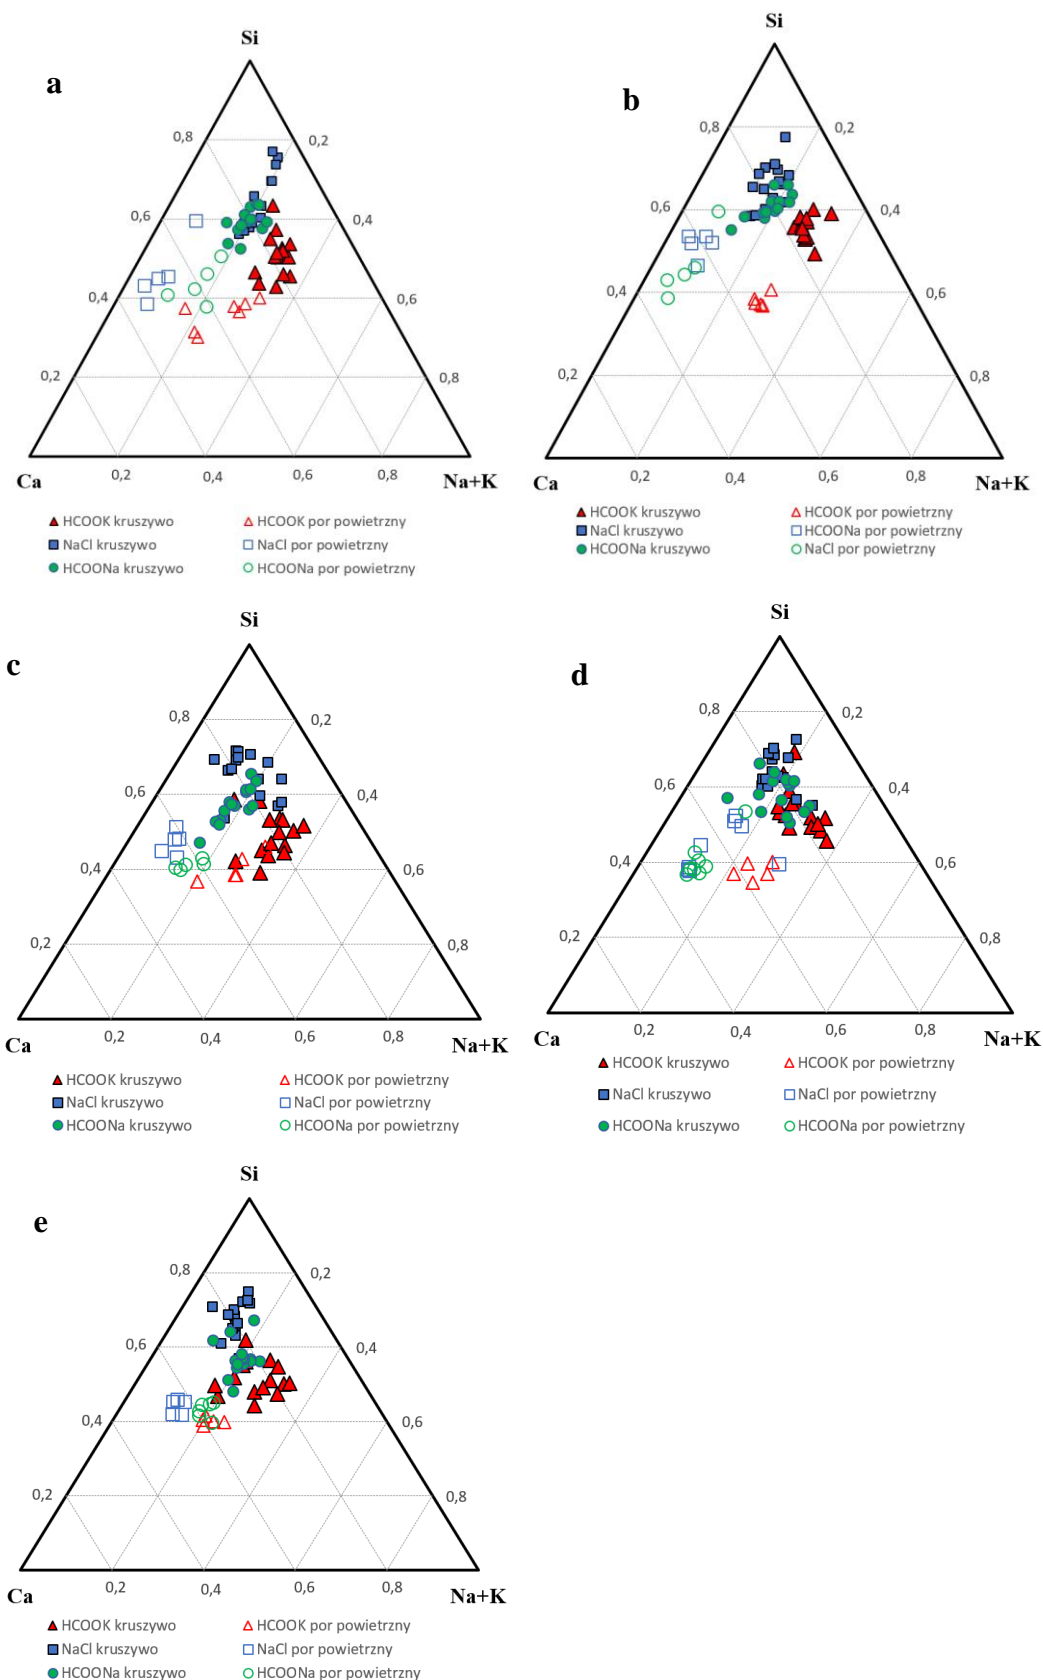 Si
a
0,8
0,2
0,6
0,4
0,4
0,6
0,2
0,8
Ca
0,2
0,4
0,6
Na+K
HCOOK kruszywo
HCOOK por powietrzny
NaCl kruszywo
NaCl por powietrzny
HCOONa kruszywo
HCOONa por powietrzny
Si
b
0,8
0,2
0,6
0,4
0,4
0,6
0,2
0,8
Ca
0,2
0,4
0,6
0,8
Na+K
HCOOK kruszywo
HCOOK por powietrzny
NaCl kruszywo
HCOONa por powietrzny
HCOONa kruszywo
NaCl por powietrzny
Si
c
0,8
0,2
0,6
0,4
0,4
0,6
0,2
0,8
Ca
0,2
0,4
0,6
0,8
Na+K
HCOOK kruszywo
HCOOK por powietrzny
NaCl kruszywo
NaCl por powietrzny
HCOONa kruszywo
HCOONa por powietrzny
Si
d
0,8
0,2
0,6
0,4
0,4
0,6
0,2
0,8
Ca
0,2
0,4
0,6
0,8
Na+K
HCOOK kruszywo
HCOOK por powietrzny
NaCl kruszywo
NaCl por powietrzny
HCOONa kruszywo
HCOONa por powietrzny
Si
e
0,8
0,2
0,6
0,4
0,4
0,6
0,2
0,8
Ca
0,2
0,4
0,6
0,8
Na+K
HCOOK kruszywo
HCOOK por powietrzny
NaCl kruszywo
NaCl por powietrzny
HCOONa kruszywo
HCOONa por powietrzny